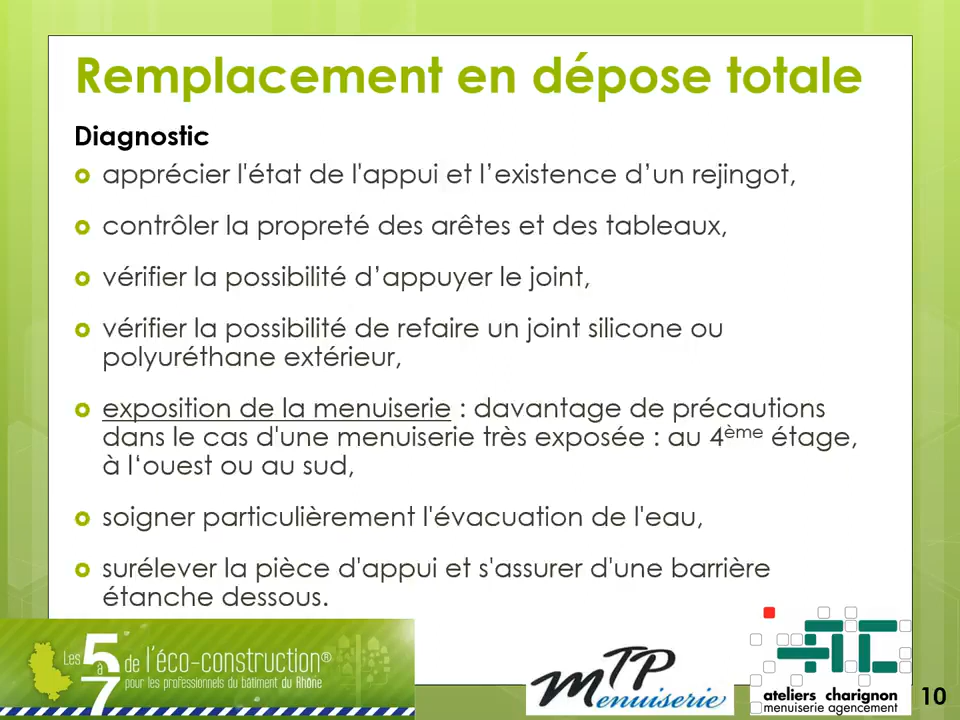 Remplacement en dépose totale
Diagnostic
apprécier l'état de l'appui et l’existence d’un rejingot,
contrôler la propreté des arêtes et des tableaux,
vérifier la possibilité d’appuyer le joint,
vérifier la possibilité de refaire un joint silicone ou
polyuréthane extérieur,
exposition de la menuiserie : davantage de précautions
dans le cas d'une menuiserie très exposée : au 4ème étage,
à l‘ouest ou au sud,
soigner particulièrement l'évacuation de l'eau,
surélever la pièce d'appui et s'assurer d'une barrière
étanche dessous.
Les 5 à 7 de l'éco-construction®
pour les professionnels du bâtiment du Rhône
MTP
Menuiserie
AC
ateliers charignon
menuiserie agencement
10